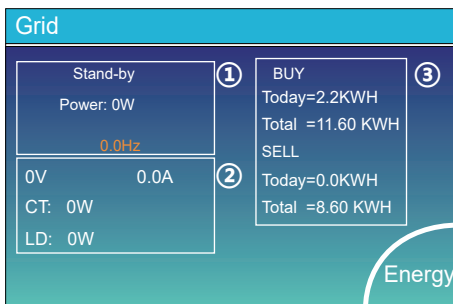 Grid
Stand-by
Power: 0W
0.0Hz
①
0V 0.0A
CT: 0W
LD: 0W
②
BUY
Today=2.2KWH
Total =11.60 KWH
SELL
Today=0.0KWH
Total =8.60 KWH
③
Energy